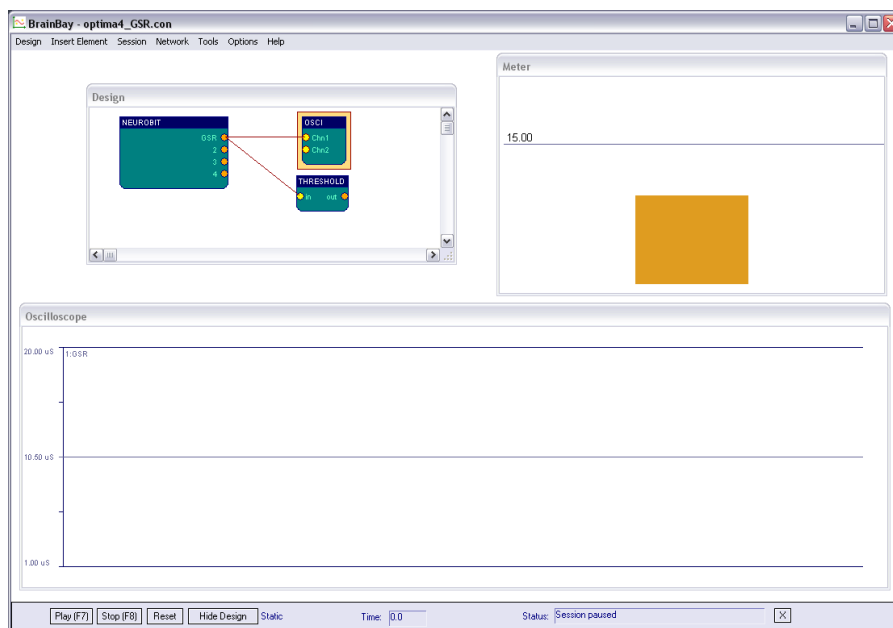 BrainBay - optima4_GSR.con
Design Insert Element Session Network Tools Options Help
Design
NEUROBIT
GSR
2
3
4
OSCI
Chn1
Chn2
THRESHOLD
in out
Meter
15.00
Oscilloscope
20.00 uS
1:GSR
10.50 uS
1.00 uS
Play (F7) Stop (F8) Reset Hide Design Static Time: 0.0 Status: Session paused X